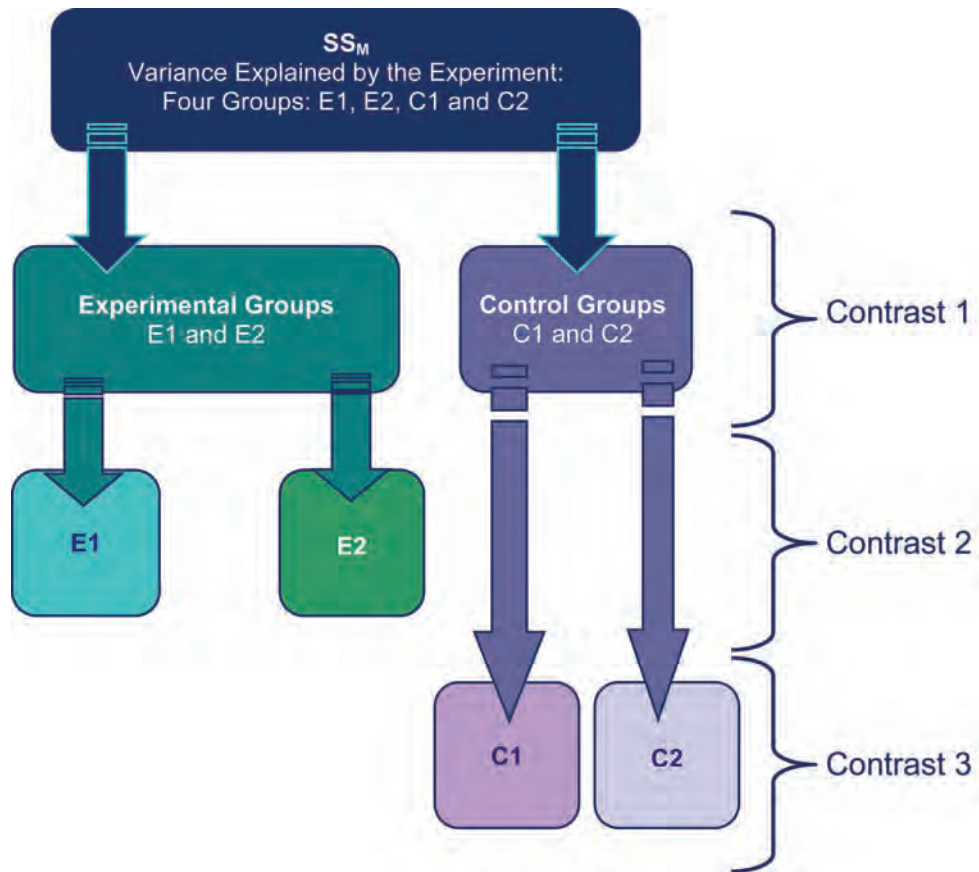 SSM
Variance Explained by the Experiment:
Four Groups: E1, E2, C1 and C2
Experimental Groups
E1 and E2
Control Groups
C1 and C2
Contrast 1
E1
E2
Contrast 2
C1
C2
Contrast 3